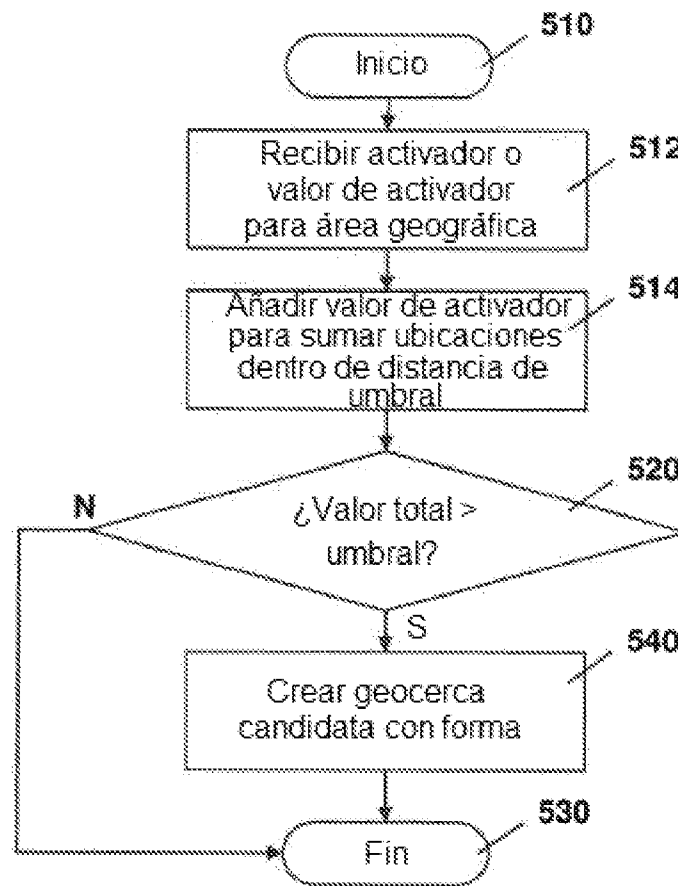 510
Inicio
512
Recibir activador o
valor de activador
para área geográfica
514
Añadir valor de activador
para sumar ubicaciones
dentro de distancia de
umbral
520
N
¿Valor total >
umbral?
S
540
Crear geocerca
candidata con forma
530
Fin